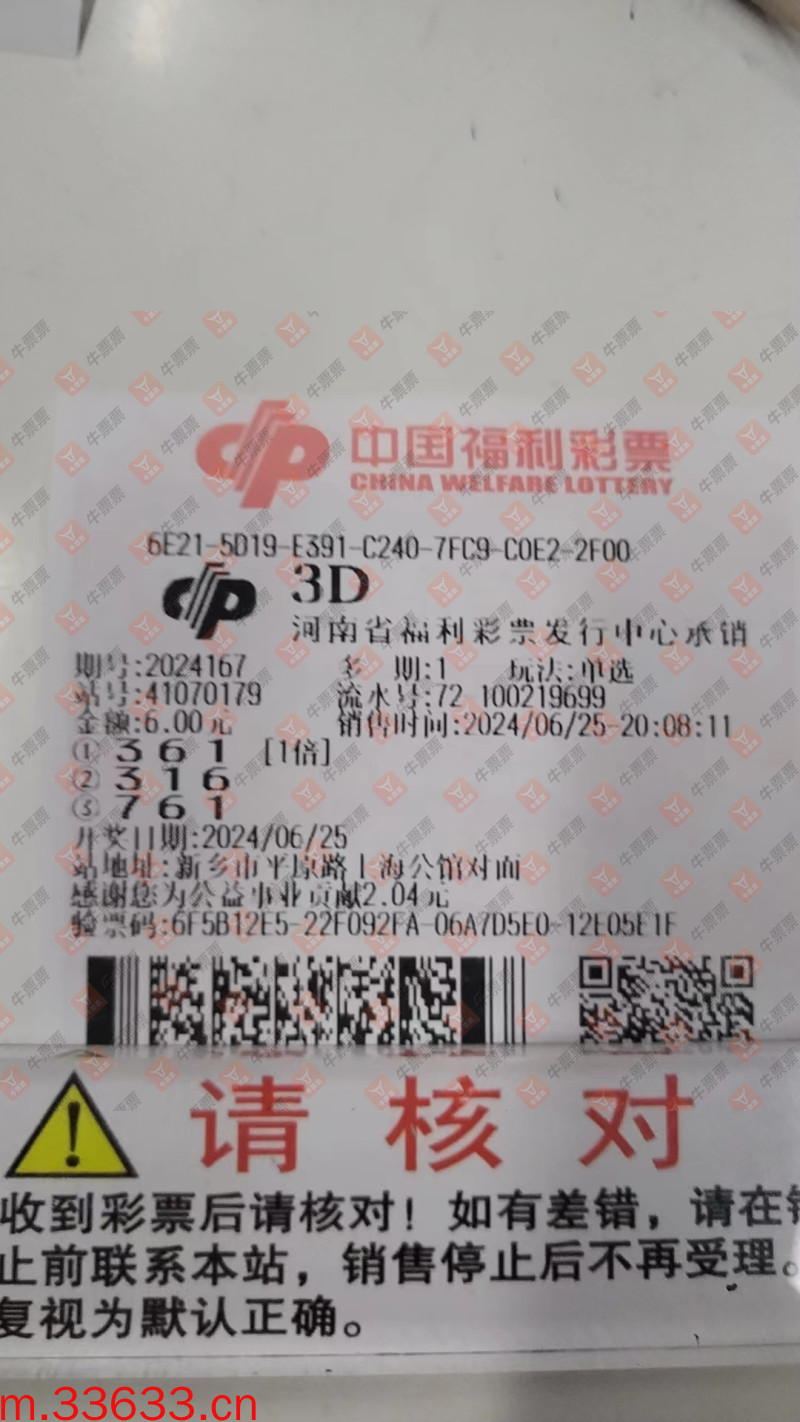 中国福利彩票
CHINA WELFARE LOTTERY
6E21-5D19-E391-C240-7FC9-C0E2-2F00
3D
河南省福利彩票发行中心承销
期号:2024167 多 期:1 玩法:单选
站号:41070179 流水号:72 100219699
金额:6.00元 销售时间:2024/06/25-20:08:11
① 3 6 1 [1倍]
② 3 1 6
③ 7 6 1
开奖日期:2024/06/25
站地址:新乡市平原路上海公馆对面
感谢您为公益事业贡献2.04元
验票码:6F5B12E5-22F092FA-06A7D5E0-12E05E1F
请核对
收到彩票后请核对！如有差错，请在销
止前联系本站，销售停止后不再受理。
复视为默认正确。
m.33633.cn
牛票票